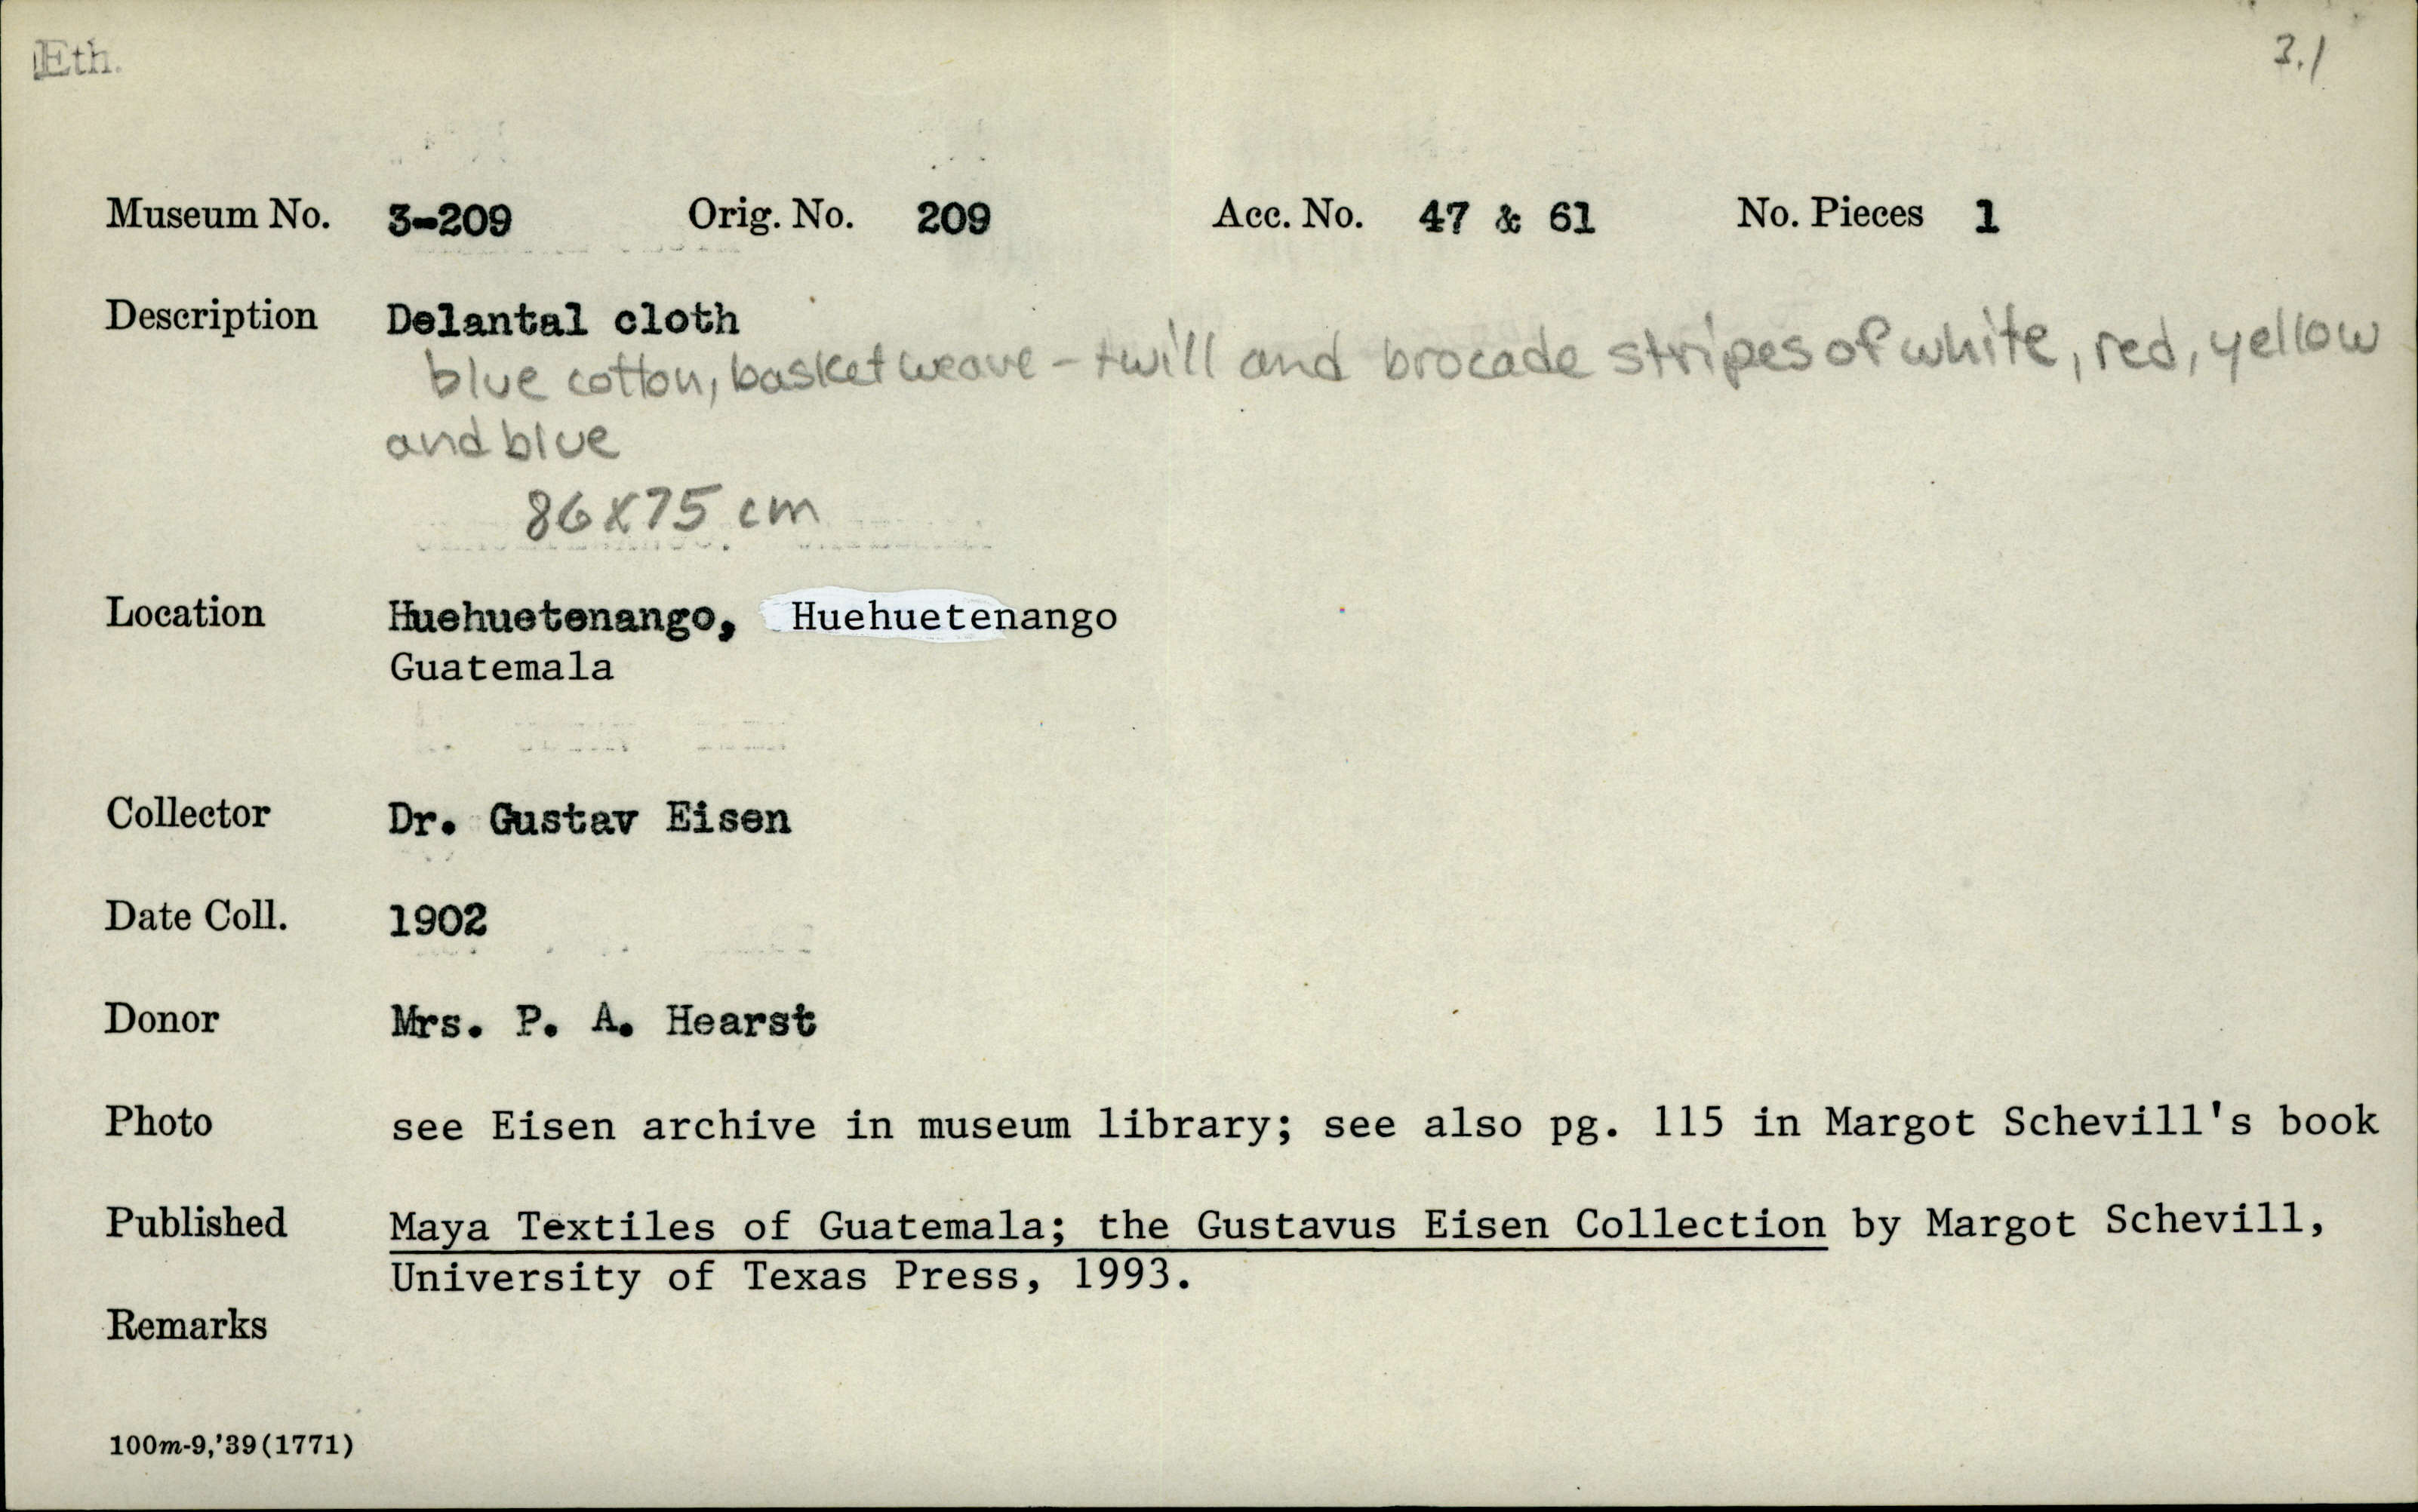 Eth.
3.1
Museum No. 3-209 Orig. No. 209 Acc. No. 47 & 61 No. Pieces 1
Description Delantal cloth
blue cotton, basket weave - twill and brocade stripes of white, red, yellow
and blue
86 x 75 cm
Location Huehuetenango, Huehuetenango
Guatemala
Collector Dr. Gustav Eisen
Date Coll. 1902
Donor Mrs. P. A. Hearst
Photo see Eisen archive in museum library; see also pg. 115 in Margot Schevill's book
Published Maya Textiles of Guatemala; the Gustavus Eisen Collection by Margot Schevill,
University of Texas Press, 1993.
Remarks
100m-9,'39(1771)